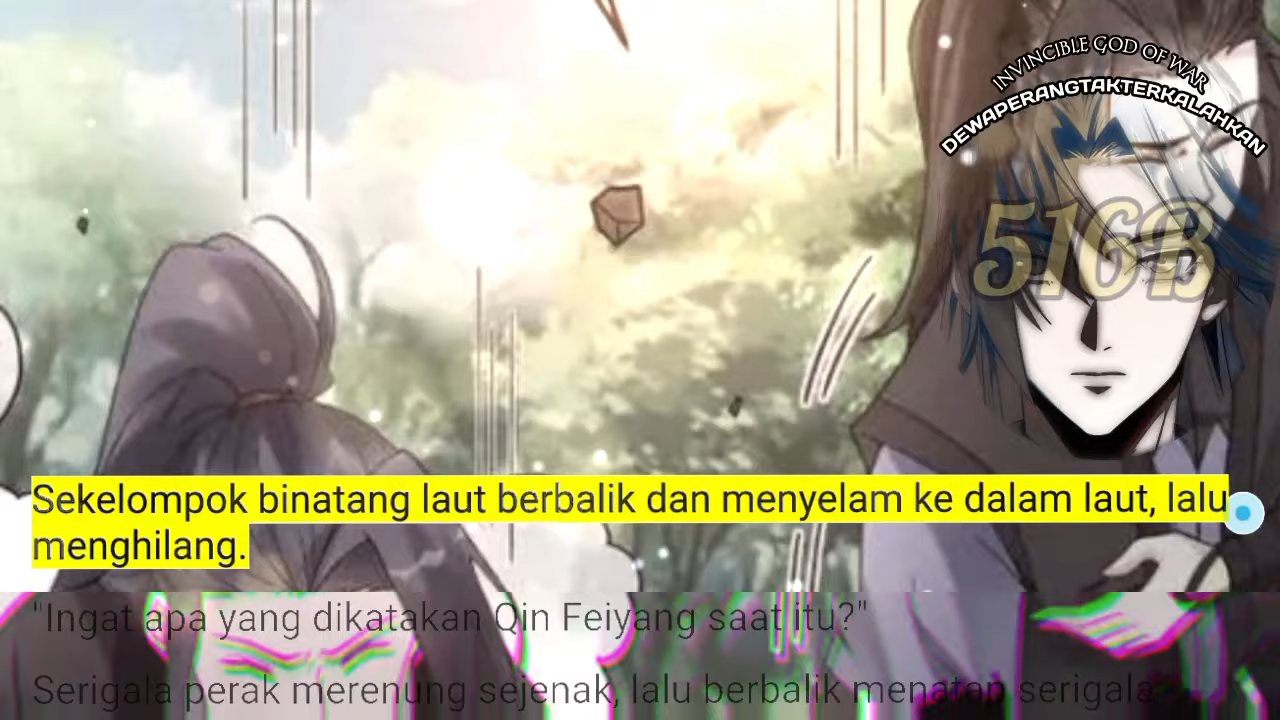 INVINCIBLE GOD OF WAR
DEWAPERANGTAKTERKALAHKAN
516B
Sekelompok binatang laut berbalik dan menyelam ke dalam laut, lalu
menghilang.
"Ingat apa yang dikatakan Qin Feiyang saat itu?"
Serigala perak merenung sejenak, lalu berbalik menatap serigala